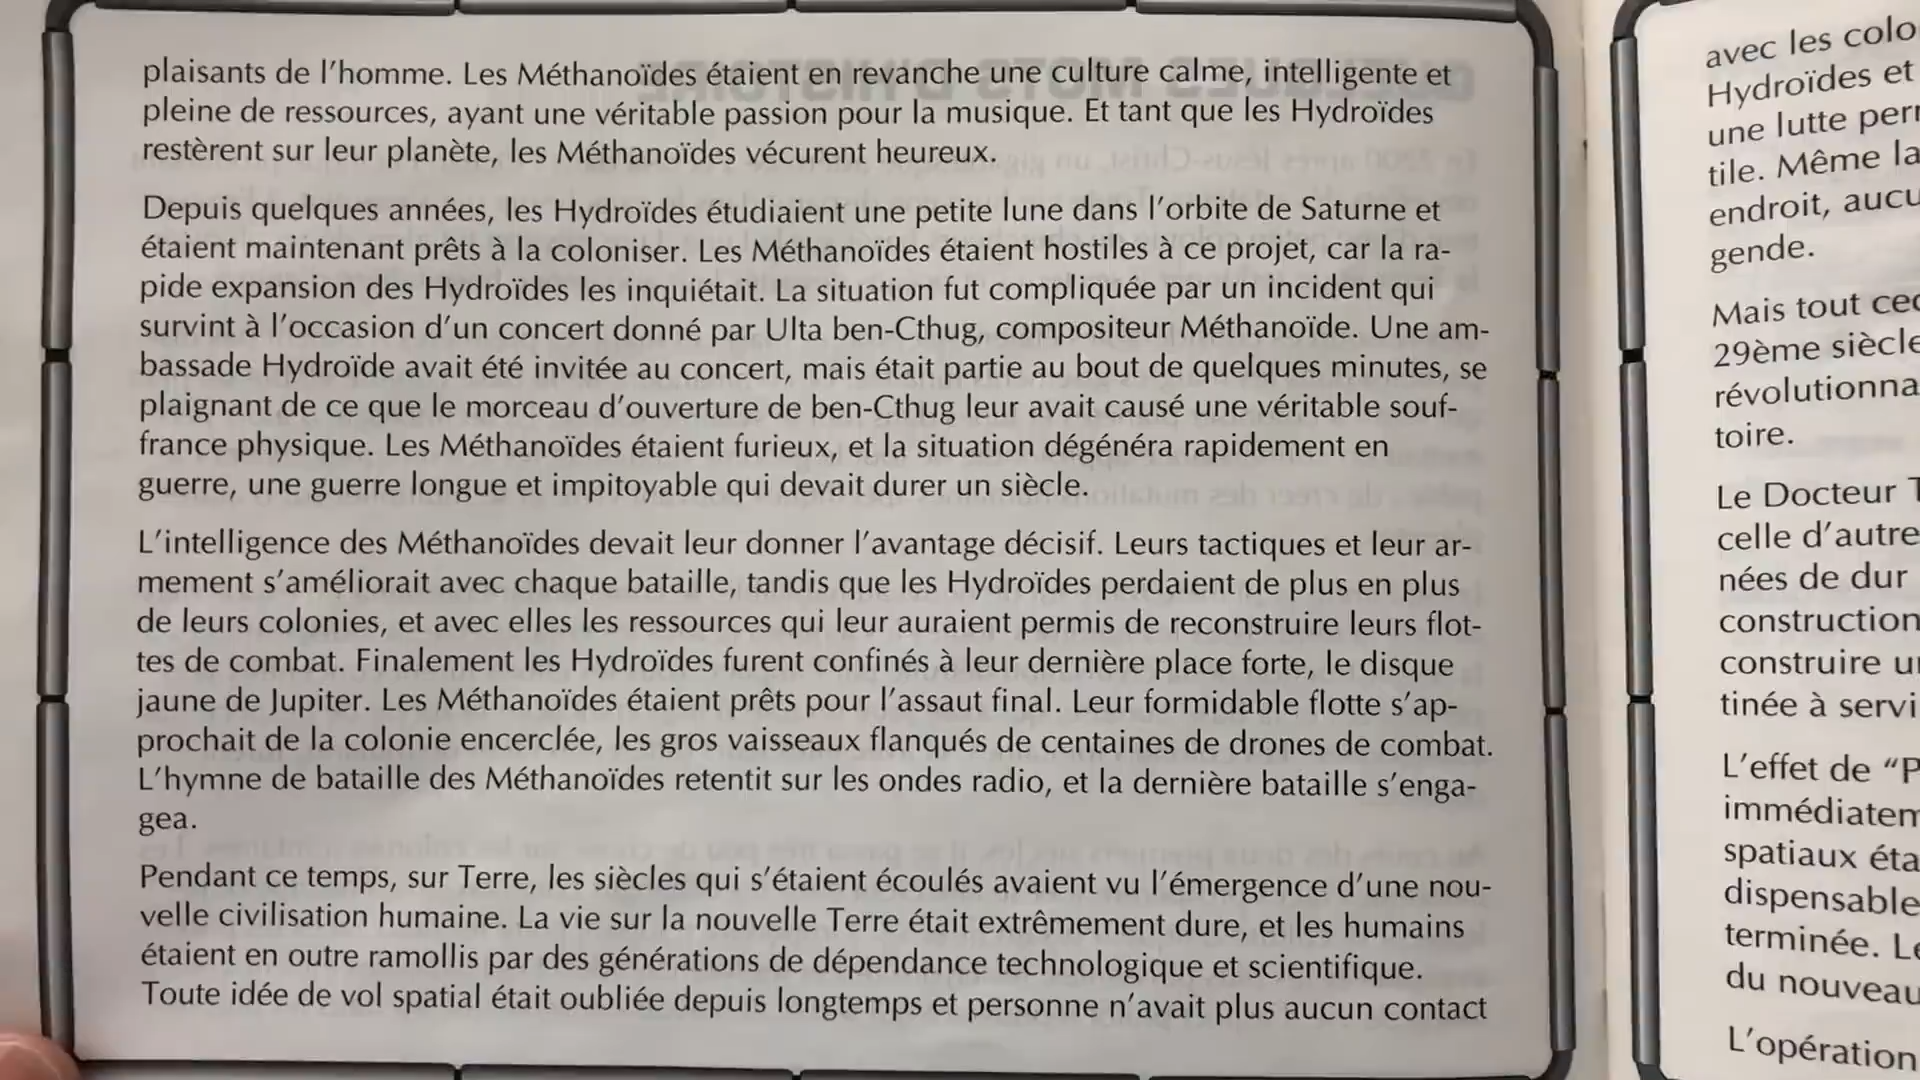 plaisants de l'homme. Les Méthanoïdes étaient en revanche une culture calme, intelligente et
pleine de ressources, ayant une véritable passion pour la musique. Et tant que les Hydroïdes
restèrent sur leur planète, les Méthanoïdes vécurent heureux.
Depuis quelques années, les Hydroïdes étudiaient une petite lune dans l'orbite de Saturne et
étaient maintenant prêts à la coloniser. Les Méthanoïdes étaient hostiles à ce projet, car la ra-
pide expansion des Hydroïdes les inquiétait. La situation fut compliquée par un incident qui
survint à l'occasion d'un concert donné par Ulta ben-Cthug, compositeur Méthanoïde. Une am-
bassade Hydroïde avait été invitée au concert, mais était partie au bout de quelques minutes, se
plaignant de ce que le morceau d'ouverture de ben-Cthug leur avait causé une véritable souf-
france physique. Les Méthanoïdes étaient furieux, et la situation dégénéra rapidement en
guerre, une guerre longue et impitoyable qui devait durer un siècle.
L'intelligence des Méthanoïdes devait leur donner l'avantage décisif. Leurs tactiques et leur ar-
mement s'améliorait avec chaque bataille, tandis que les Hydroïdes perdaient de plus en plus
de leurs colonies, et avec elles les ressources qui leur auraient permis de reconstruire leurs flot-
tes de combat. Finalement les Hydroïdes furent confinés à leur dernière place forte, le disque
jaune de Jupiter. Les Méthanoïdes étaient prêts pour l'assaut final. Leur formidable flotte s'ap-
prochait de la colonie encerclée, les gros vaisseaux flanqués de centaines de drones de combat.
L'hymne de bataille des Méthanoïdes retentit sur les ondes radio, et la dernière bataille s'enga-
gea.
Pendant ce temps, sur Terre, les siècles qui s'étaient écoulés avaient vu l'émergence d'une nou-
velle civilisation humaine. La vie sur la nouvelle Terre était extrêmement dure, et les humains
étaient en outre ramollis par des générations de dépendance technologique et scientifique.
Toute idée de vol spatial était oubliée depuis longtemps et personne n'avait plus aucun contact
avec les colo
Hydroïdes et
une lutte per
tile. Même la
endroit, aucu
gende.
Mais tout cec
29ème siècle
révolutionna
toire.
Le Docteur T
celle d'autre
nées de dur
construction
construire u
tinée à servi
L'effet de "P
immédiatem
spatiaux éta
dispensable
terminée. Le
du nouveau
L'opération